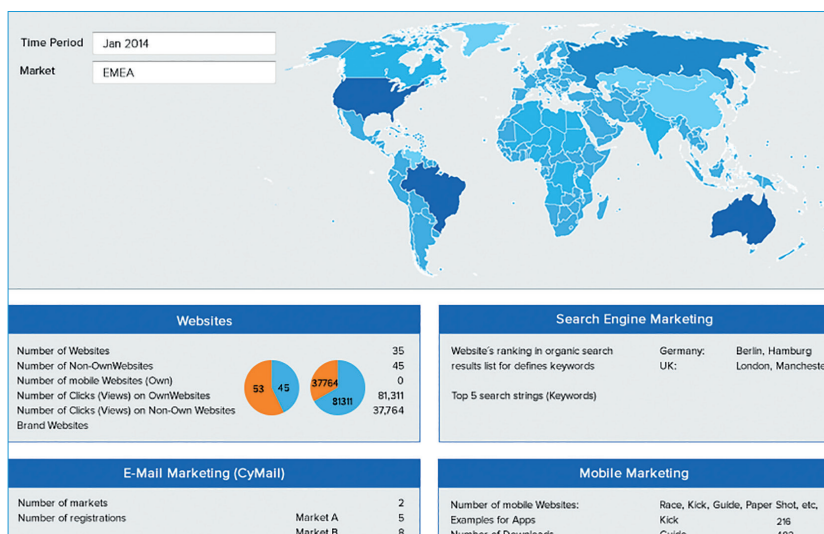 Time Period Jan 2014
Market EMEA
Websites
Number of Websites 35
Number of Non-OwnWebsites 45
Number of mobile Websites (Own) 0
Number of Clicks (Views) on OwnWebsites 81,311
Number of Clicks (Views) on Non-Own Websites 37,764
Brand Websites
53 45
37764
81311
Search Engine Marketing
Website´s ranking in organic search Germany: Berlin, Hamburg
results list for defines keywords UK: London, Manchest
Top 5 search strings (Keywords)
E-Mail Marketing (CyMail)
Number of markets 2
Number of registrations Market A 5
Market B 8
Mobile Marketing
Number of mobile Websites: Race, Kick, Guide, Paper Shot, etc,
Examples for Apps Kick 216
Number of Downloads Guide